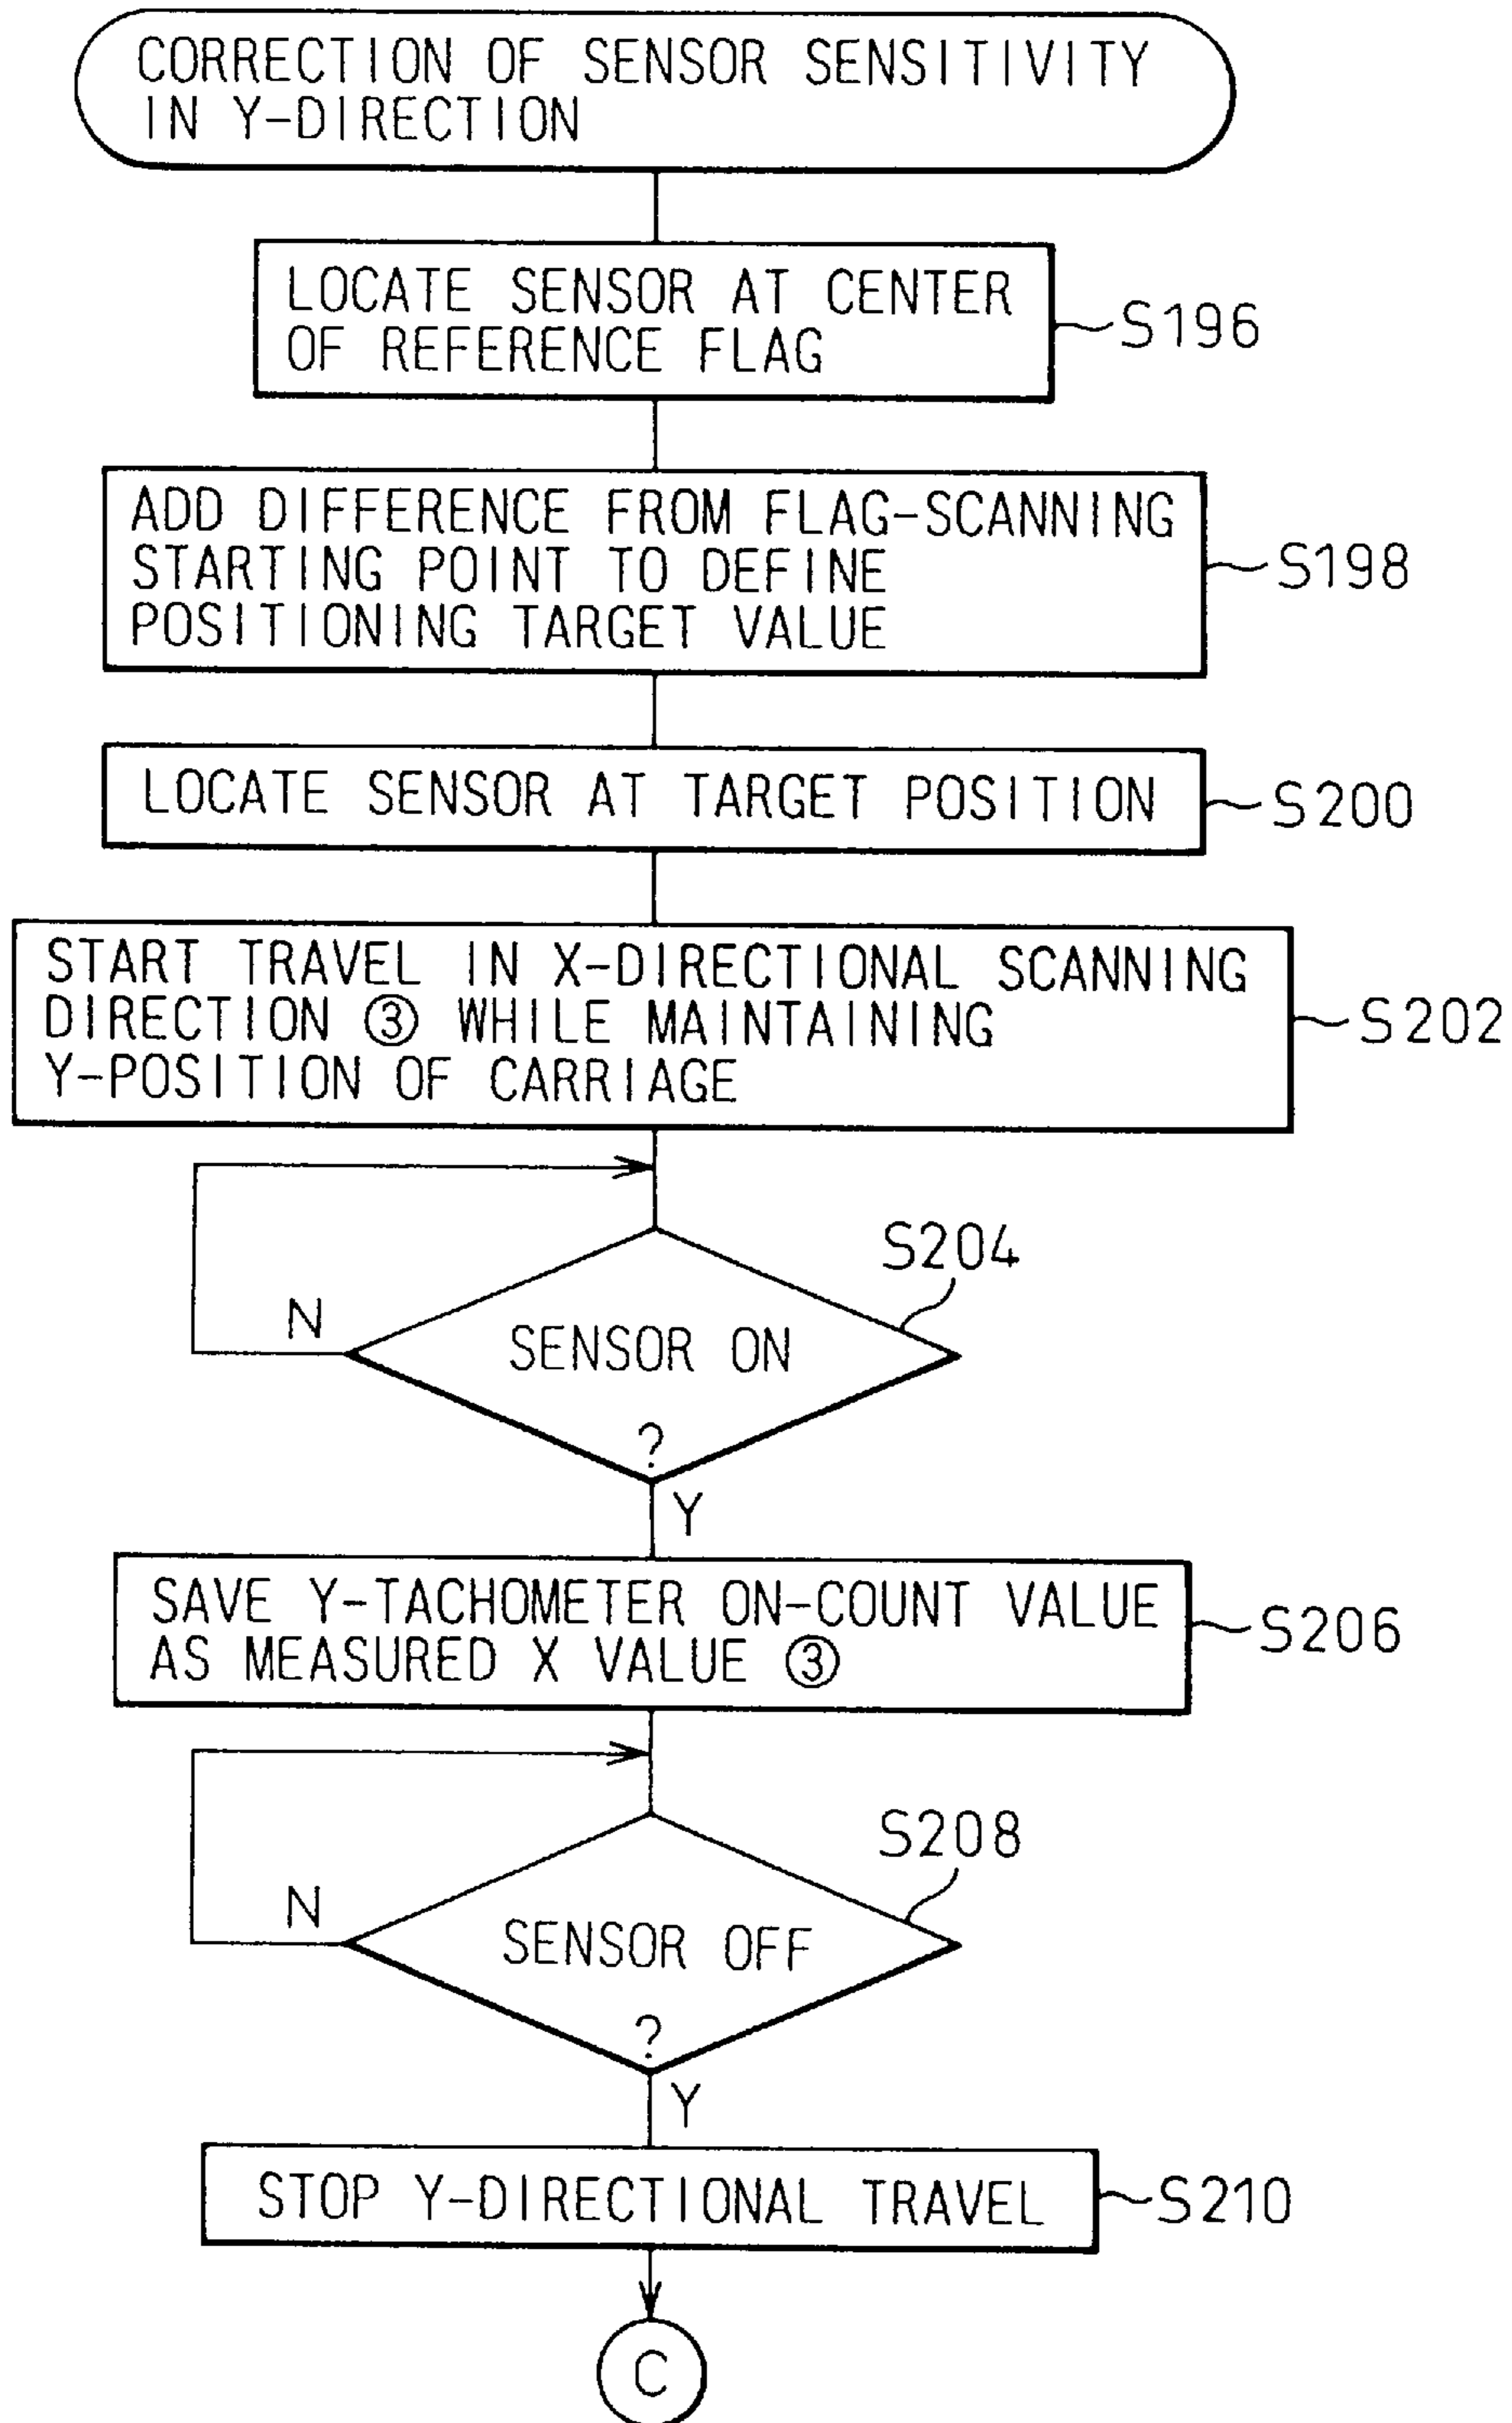 CORRECTION OF SENSOR SENSITIVITY
IN Y-DIRECTION
LOCATE SENSOR AT CENTER
OF REFERENCE FLAG
S196
ADD DIFFERENCE FROM FLAG-SCANNING
STARTING POINT TO DEFINE
POSITIONING TARGET VALUE
S198
LOCATE SENSOR AT TARGET POSITION
S200
START TRAVEL IN X-DIRECTIONAL SCANNING
DIRECTION ③ WHILE MAINTAINING
Y-POSITION OF CARRIAGE
S202
S204
N
SENSOR ON
?
Y
SAVE Y-TACHOMETER ON-COUNT VALUE
AS MEASURED X VALUE ③
S206
S208
N
SENSOR OFF
?
Y
STOP Y-DIRECTIONAL TRAVEL
S210
C